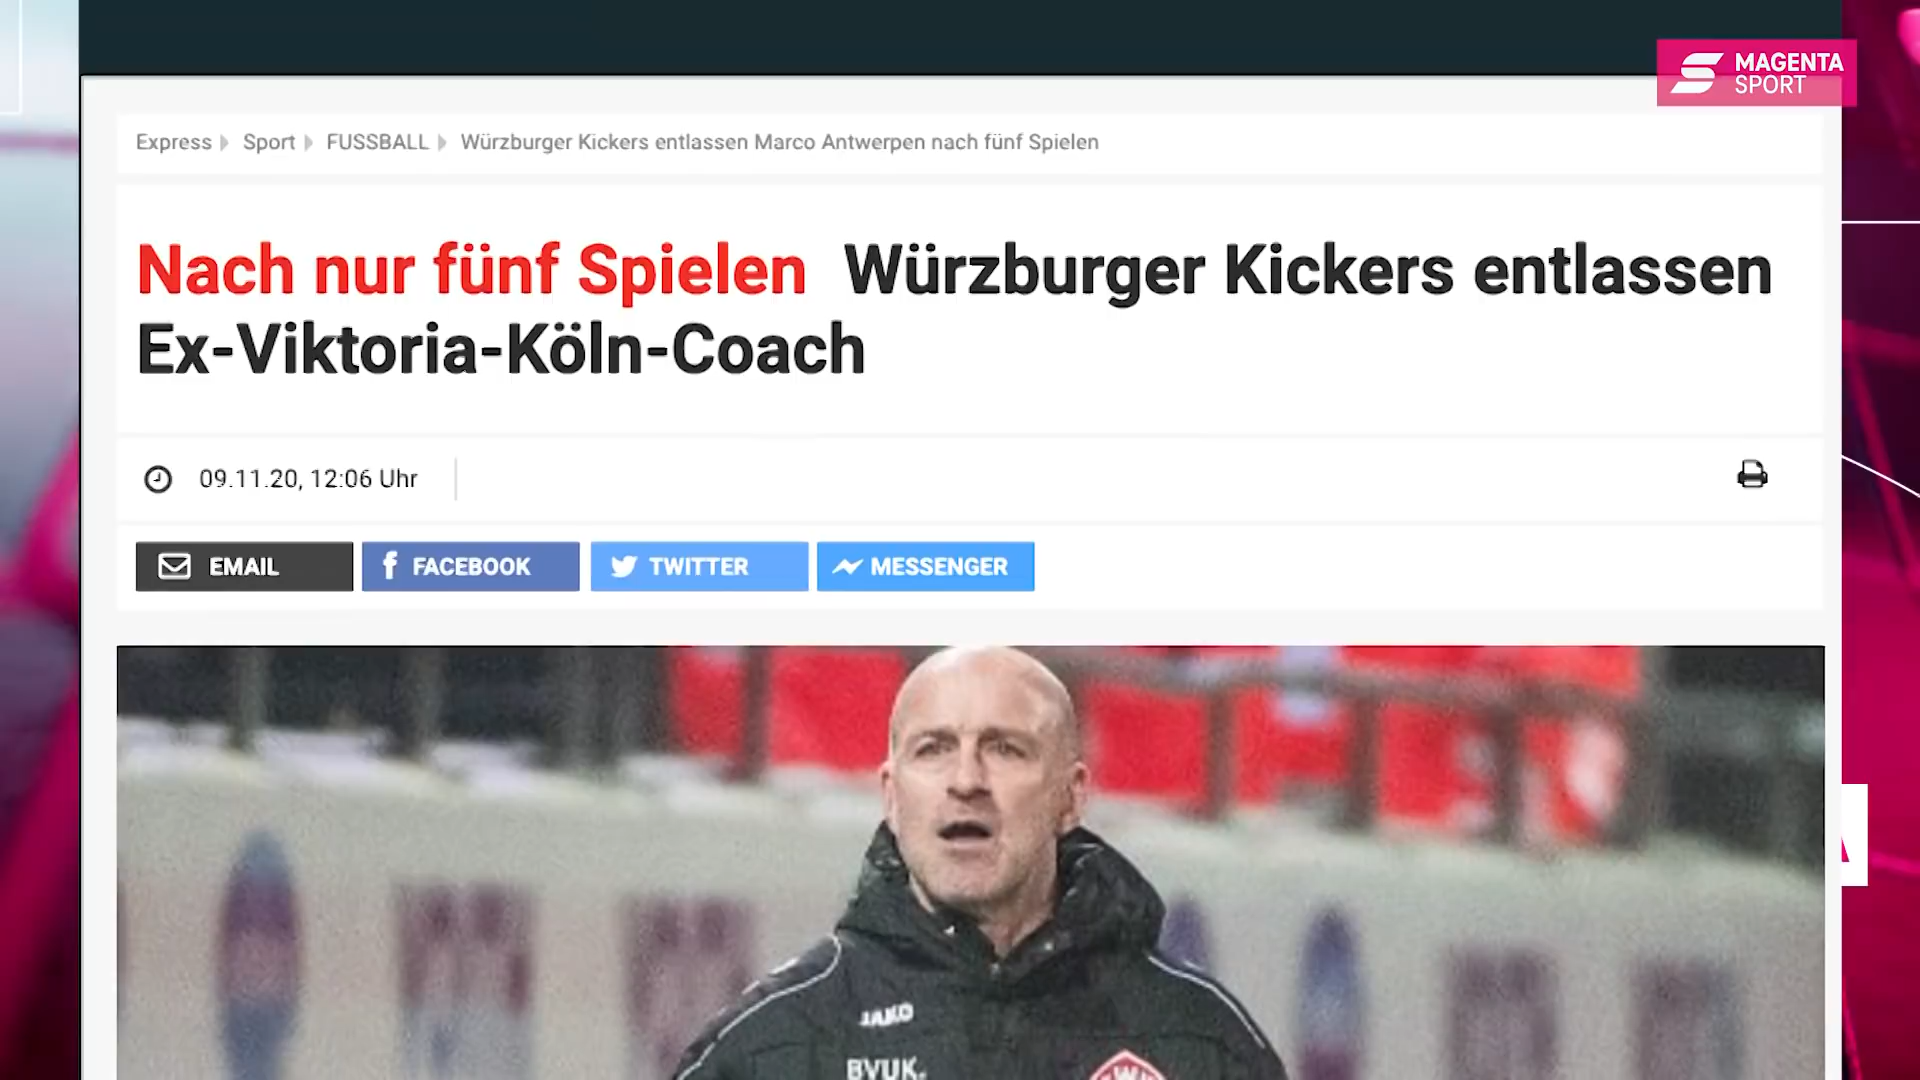 MAGENTA
SPORT
Express Sport FUSSBALL Würzburger Kickers entlassen Marco Antwerpen nach fünf Spielen
Nach nur fünf Spielen Würzburger Kickers entlassen
Ex-Viktoria-Köln-Coach
09.11.20, 12:06 Uhr
EMAIL FACEBOOK TWITTER MESSENGER
JAKO
BVUK.